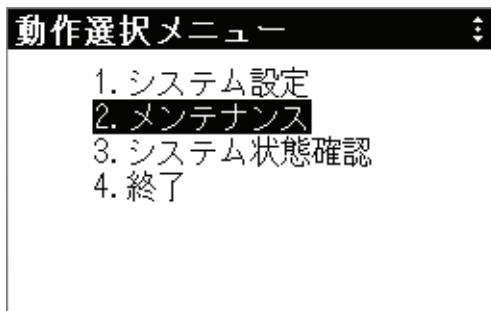 動作選択メニュー
1. システム設定
2. メンテナンス
3. システム状態確認
4. 終了